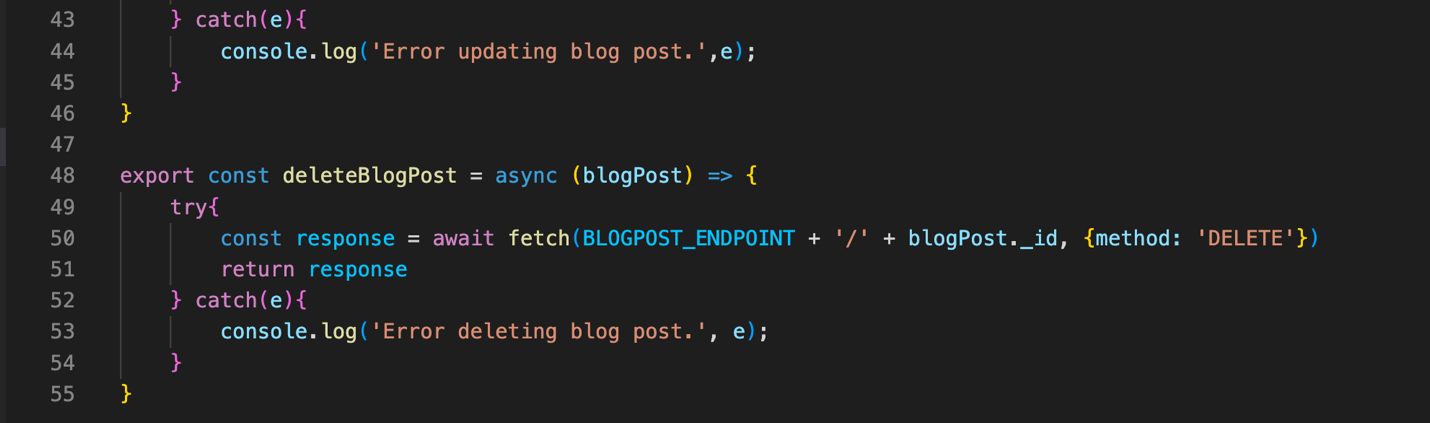 43 } catch(e){
44 console.log('Error updating blog post.',e);
45 }
46 }
47
48 export const deleteBlogPost = async (blogPost) => {
49 try{
50 const response = await fetch(BLOGPOST_ENDPOINT + '/' + blogPost._id, {method: 'DELETE'})
51 return response
52 } catch(e){
53 console.log('Error deleting blog post.', e);
54 }
55 }